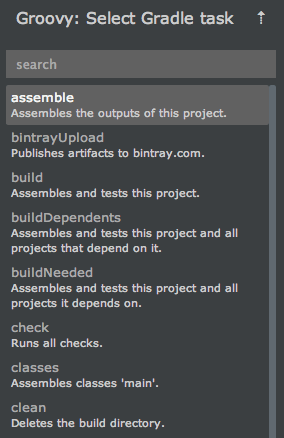 Groovy: Select Gradle task ⇡
search
assemble
Assembles the outputs of this project.
bintrayUpload
Publishes artifacts to bintray.com.
build
Assembles and tests this project.
buildDependents
Assembles and tests this project and all
projects that depend on it.
buildNeeded
Assembles and tests this project and all
projects it depends on.
check
Runs all checks.
classes
Assembles classes 'main'.
clean
Deletes the build directory.